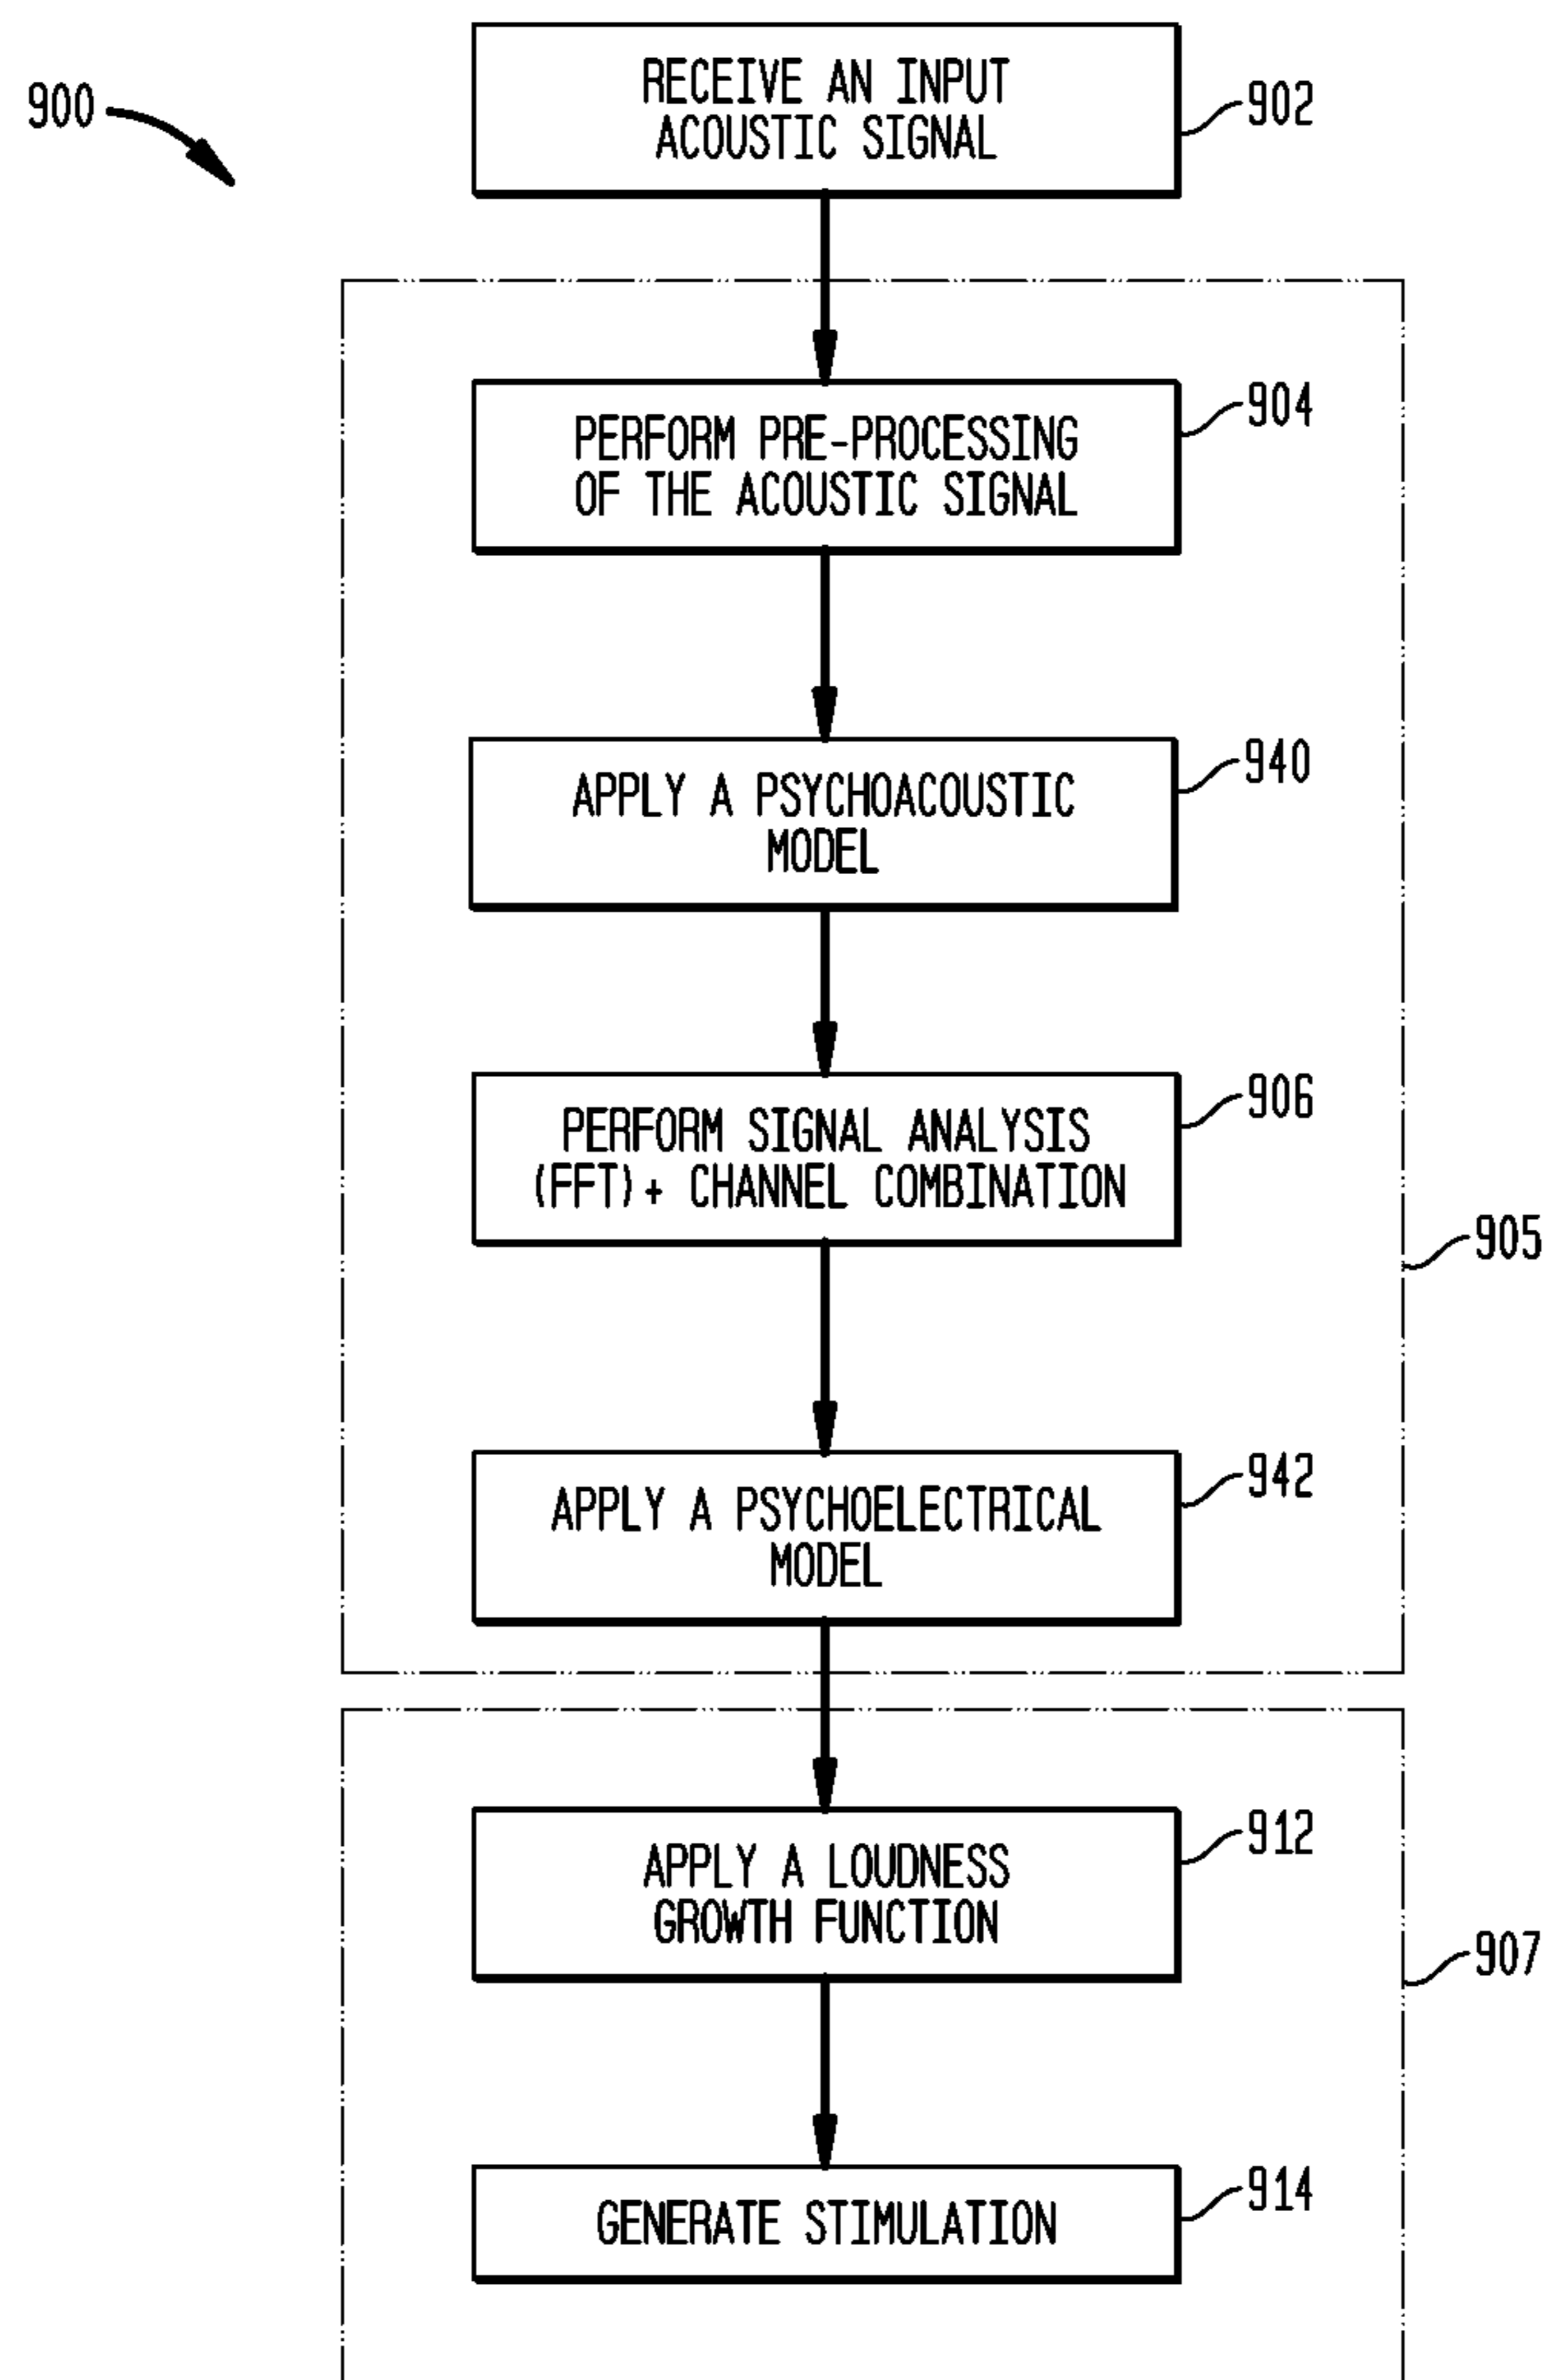 900
RECEIVE AN INPUT
ACOUSTIC SIGNAL
902
PERFORM PRE-PROCESSING
OF THE ACOUSTIC SIGNAL
904
APPLY A PSYCHOACOUSTIC
MODEL
940
PERFORM SIGNAL ANALYSIS
(FFT)+ CHANNEL COMBINATION
906
905
APPLY A PSYCHOELECTRICAL
MODEL
942
APPLY A LOUDNESS
GROWTH FUNCTION
912
907
GENERATE STIMULATION
914